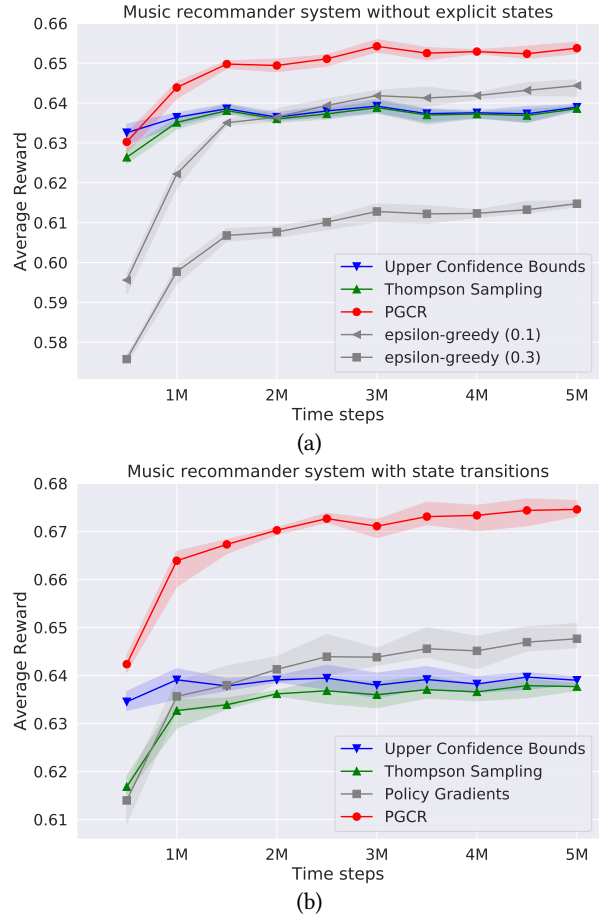 Music recommander system without explicit states
0.66
0.65
0.64
0.63
0.62
0.61
0.60
0.59
0.58
Average Reward
Upper Confidence Bounds
Thompson Sampling
PGCR
epsilon-greedy (0.1)
epsilon-greedy (0.3)
1M 2M 3M 4M 5M
Time steps
(a)
Music recommander system with state transitions
0.68
0.67
0.66
0.65
0.64
0.63
0.62
0.61
Average Reward
Upper Confidence Bounds
Thompson Sampling
Policy Gradients
PGCR
1M 2M 3M 4M 5M
Time steps
(b)